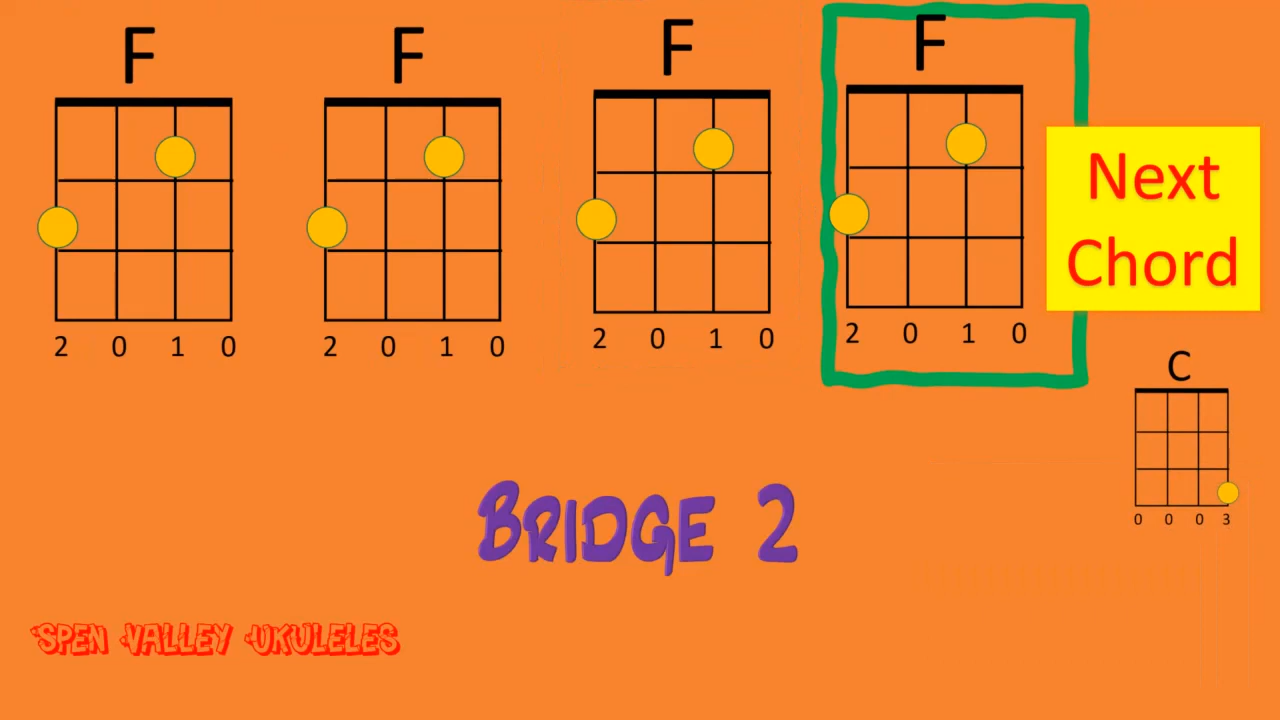 F F F F
2 0 1 0 2 0 1 0 2 0 1 0 2 0 1 0
Next
Chord
C
0 0 0 3
BRIDGE 2
SPEN VALLEY UKULELES